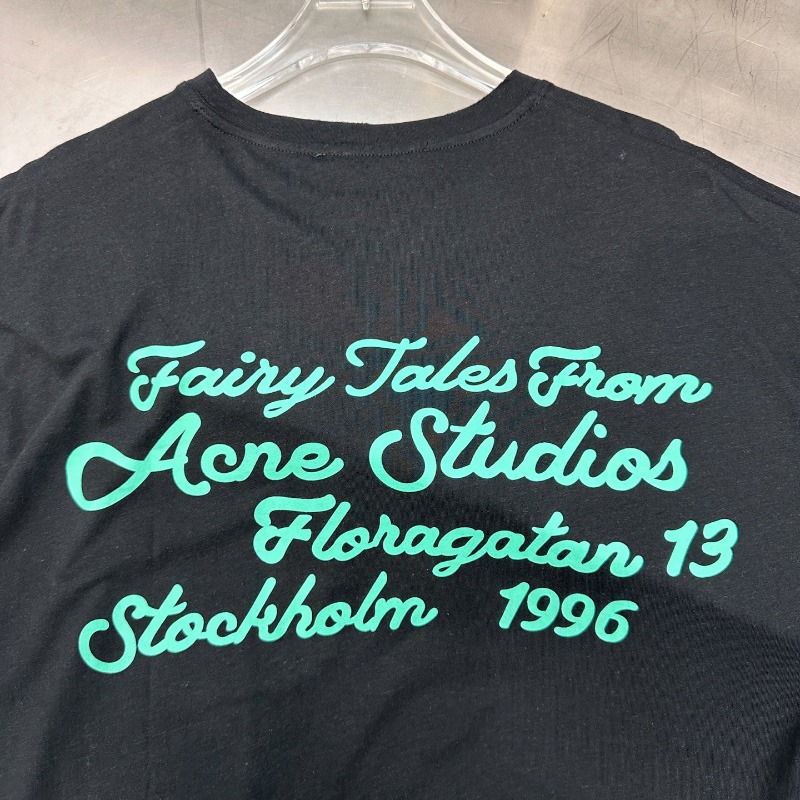 Fairy Tales From
Acne Studios
Floragatan 13
Stockholm 1996